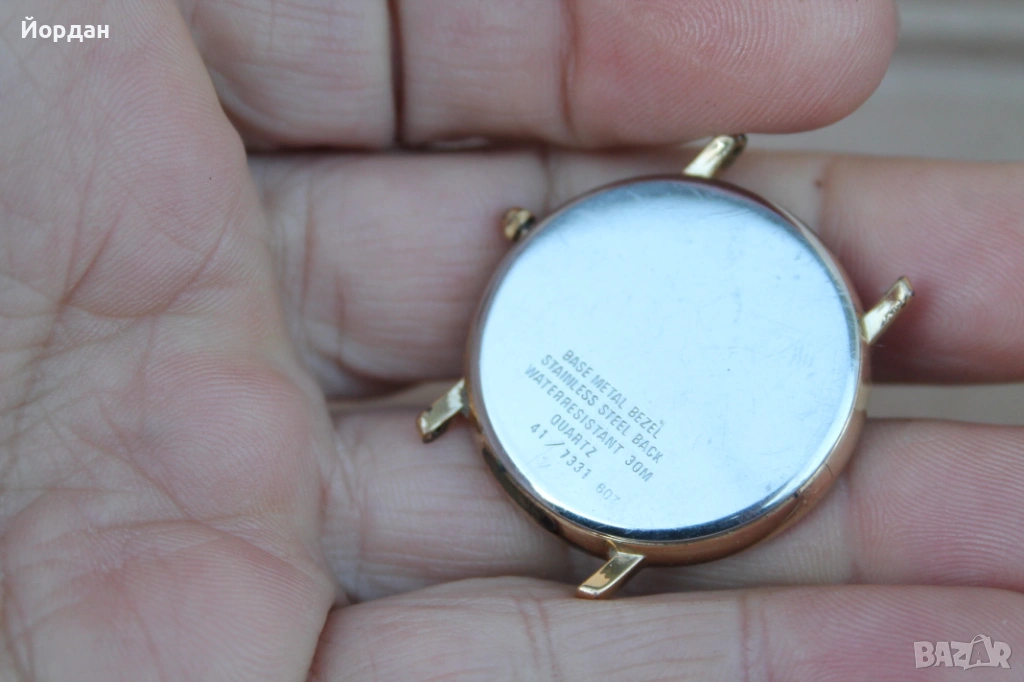 Йордан
BASE METAL BEZEL
STAINLESS STEEL BACK
WATERRESISTANT 30M
QUARTZ
41/7331 607
BAZAR